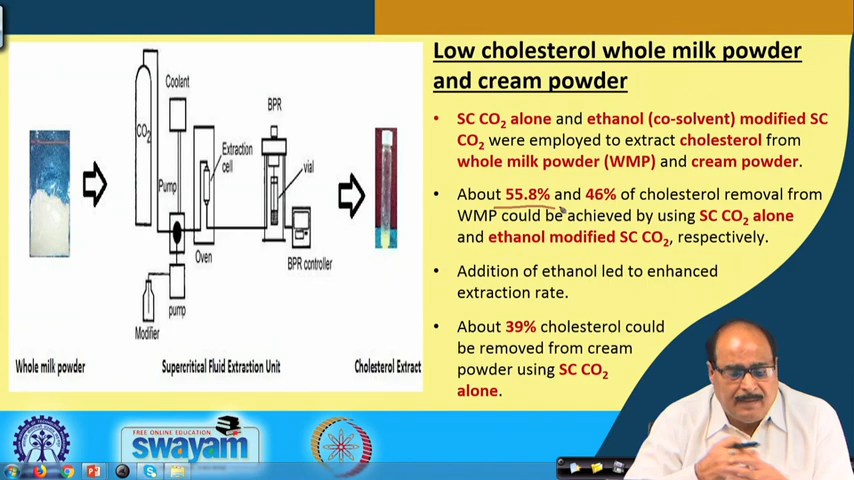 Low cholesterol whole milk powder
and cream powder
• SC CO₂ alone and ethanol (co-solvent) modified SC
CO₂ were employed to extract cholesterol from
whole milk powder (WMP) and cream powder.
• About 55.8% and 46% of cholesterol removal from
WMP could be achieved by using SC CO₂ alone
and ethanol modified SC CO₂, respectively.
• Addition of ethanol led to enhanced
extraction rate.
• About 39% cholesterol could
be removed from cream
powder using SC CO₂
alone.
Coolant
BPR
CO₂
Extraction
cell
vial
Pump
Oven
BPR controller
pump
Modifier
Whole milk powder
Supercritical Fluid Extraction Unit
Cholesterol Extract
FREE ONLINE EDUCATION
swayam